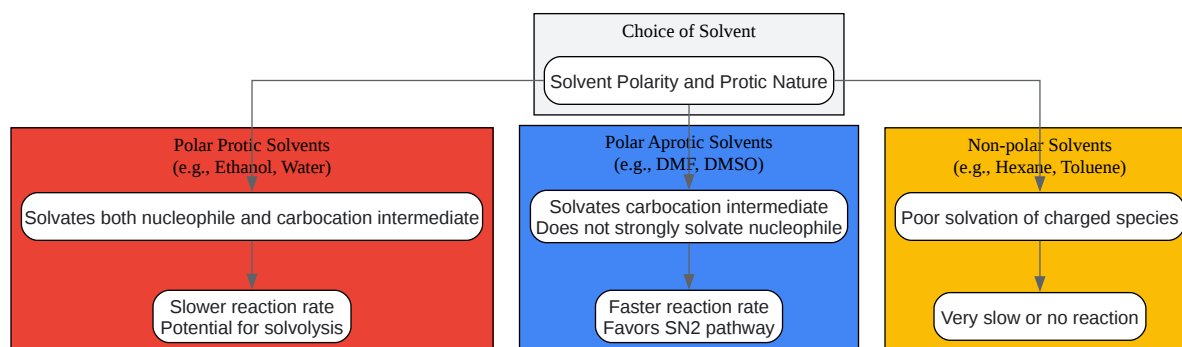 Choice of Solvent
Solvent Polarity and Protic Nature
Polar Protic Solvents
(e.g., Ethanol, Water)
Solvates both nucleophile and carbocation intermediate
Slower reaction rate
Potential for solvolysis
Polar Aprotic Solvents
(e.g., DMF, DMSO)
Solvates carbocation intermediate
Does not strongly solvate nucleophile
Faster reaction rate
Favors SN2 pathway
Non-polar Solvents
(e.g., Hexane, Toluene)
Poor solvation of charged species
Very slow or no reaction